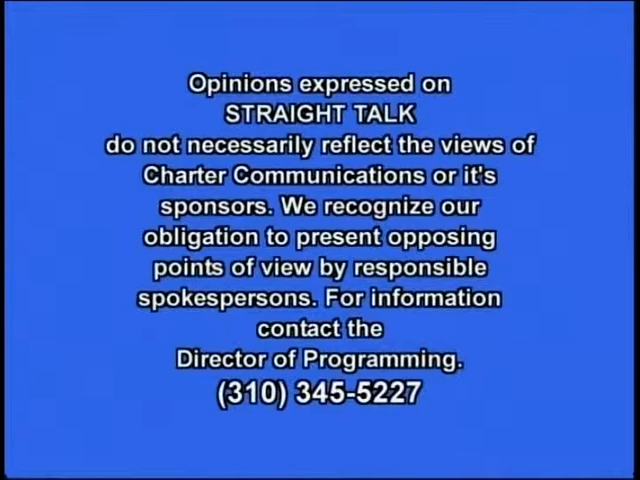 Opinions expressed on
STRAIGHT TALK
do not necessarily reflect the views of
Charter Communications or it's
sponsors. We recognize our
obligation to present opposing
points of view by responsible
spokespersons. For information
contact the
Director of Programming.
(310) 345-5227